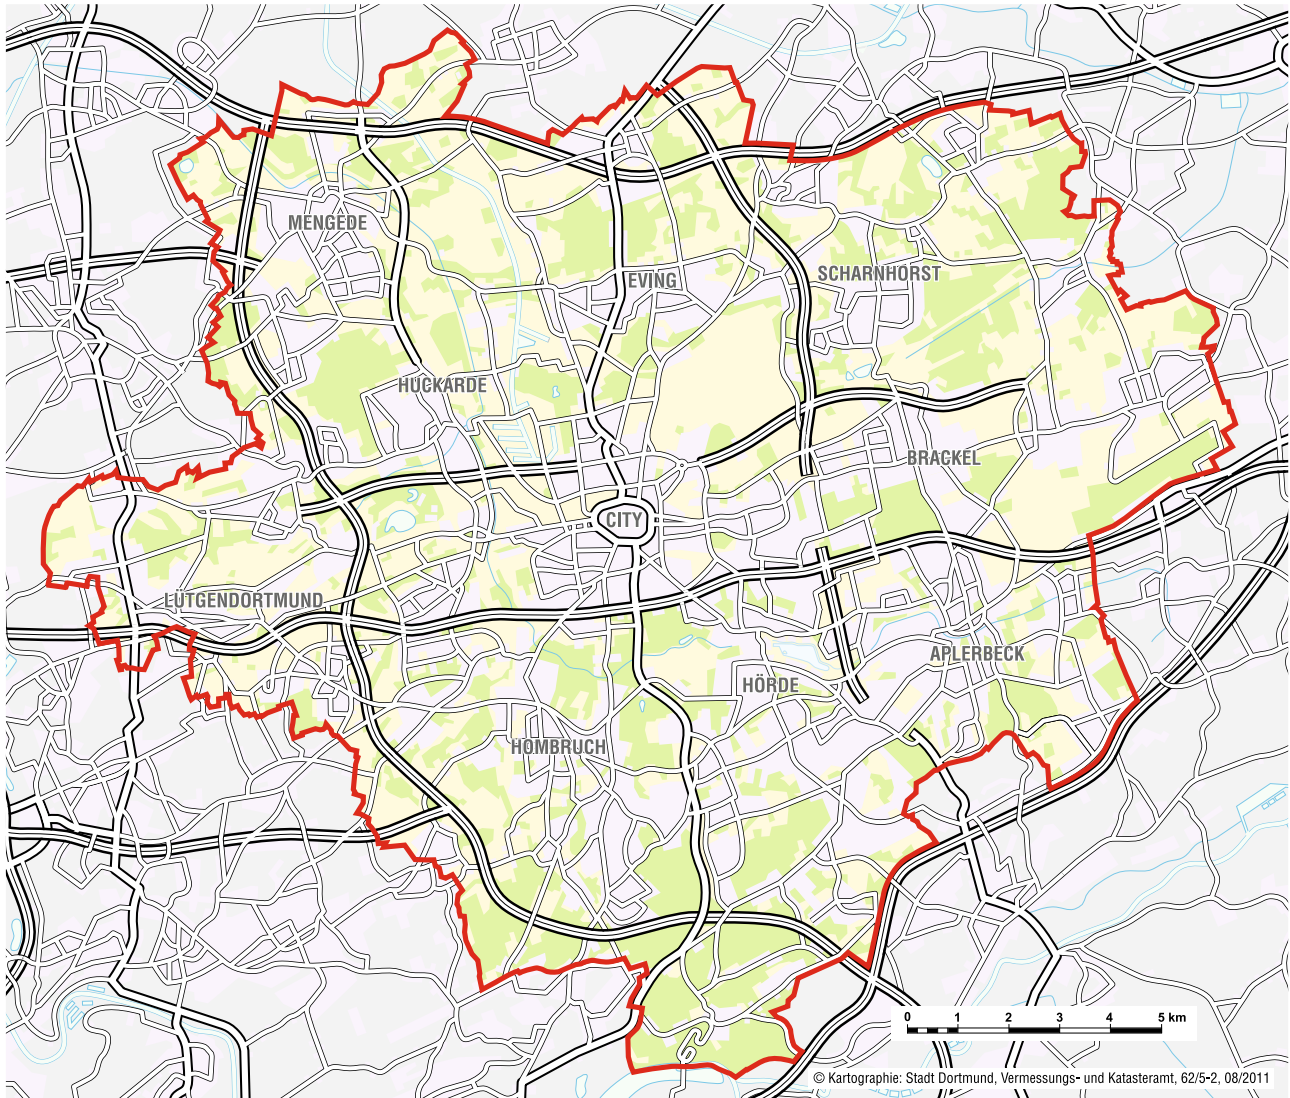 MENGEDE
EVING
SCHARNHORST
HUCKARDE
BRACKEL
CITY
LÜTGENDORTMUND
APLERBECK
HÖRDE
HOMBRUCH
0 1 2 3 4 5 km
© Kartographie: Stadt Dortmund, Vermessungs- und Katasteramt, 62/5-2, 08/2011